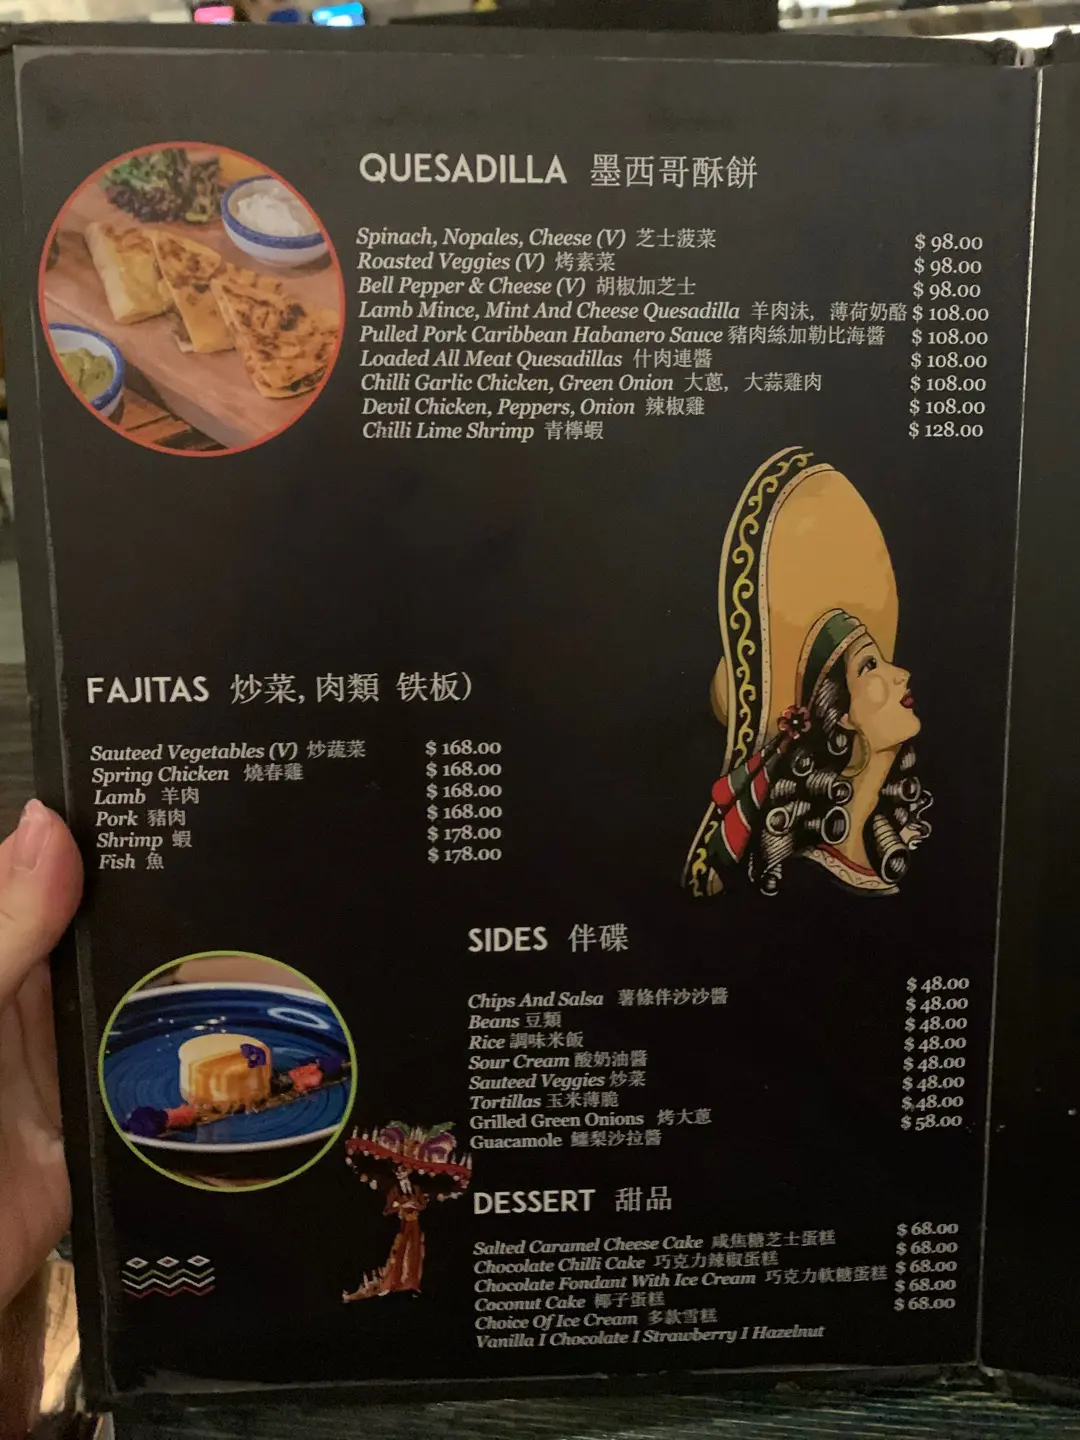 QUESADILLA 墨西哥酥餅
Spinach, Nopales, Cheese (V) 芝士菠菜 $ 98.00
Roasted Veggies (V) 烤素菜 $ 98.00
Bell Pepper & Cheese (V) 胡椒加芝士 $ 98.00
Lamb Mince, Mint And Cheese Quesadilla 羊肉沫，薄荷奶酪 $ 108.00
Pulled Pork Caribbean Habanero Sauce 豬肉絲加勒比海醬 $ 108.00
Loaded All Meat Quesadillas 什肉連醬 $ 108.00
Chilli Garlic Chicken, Green Onion 大蔥，大蒜雞肉 $ 108.00
Devil Chicken, Peppers, Onion 辣椒雞 $ 108.00
Chilli Lime Shrimp 青檸蝦 $ 128.00
FAJITAS 炒菜, 肉類 铁板）
Sauteed Vegetables (V) 炒蔬菜 $ 168.00
Spring Chicken 燒春雞 $ 168.00
Lamb 羊肉 $ 168.00
Pork 豬肉 $ 168.00
Shrimp 蝦 $ 178.00
Fish 魚 $ 178.00
SIDES 伴碟
Chips And Salsa 薯條伴沙沙醬 $ 48.00
Beans 豆類 $ 48.00
Rice 調味米飯 $ 48.00
Sour Cream 酸奶油醬 $ 48.00
Sauteed Veggies 炒菜 $ 48.00
Tortillas 玉米薄脆 $ 48.00
Grilled Green Onions 烤大蔥 $ 48.00
Guacamole 鱷梨沙拉醬 $ 58.00
DESSERT 甜品
Salted Caramel Cheese Cake 咸焦糖芝士蛋糕 $ 68.00
Chocolate Chilli Cake 巧克力辣椒蛋糕 $ 68.00
Chocolate Fondant With Ice Cream 巧克力軟糖蛋糕 $ 68.00
Coconut Cake 椰子蛋糕 $ 68.00
Choice Of Ice Cream 多款雪糕 $ 68.00
Vanilla I Chocolate I Strawberry I Hazelnut